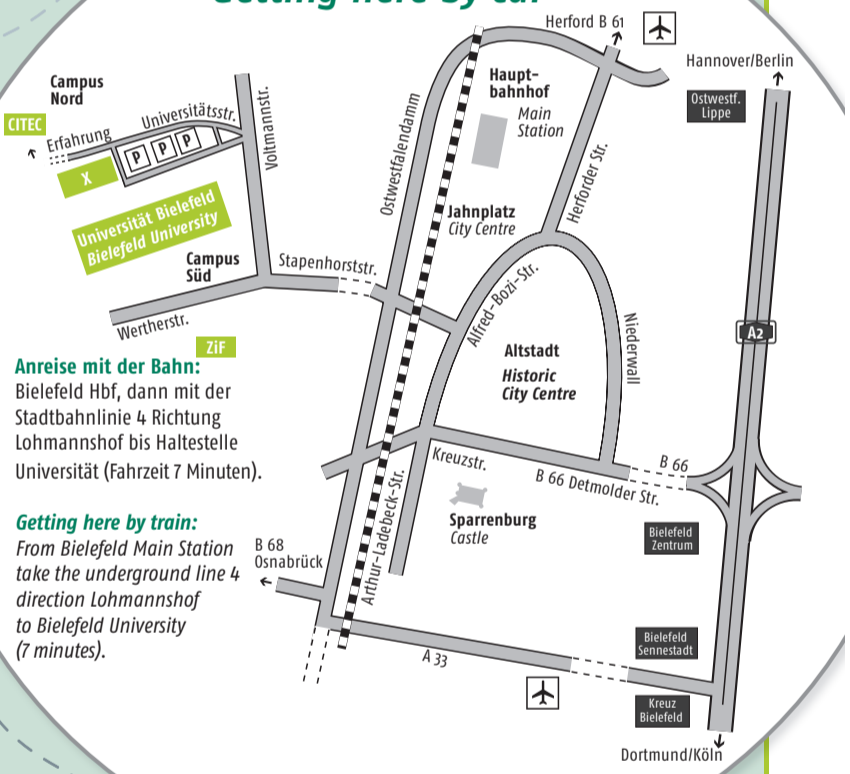 Getting here by car
Herford B 61
Hannover/Berlin
Campus
Nord
Haupt-
bahnhof
Main
Station
Ostwestf.
Lippe
CITEC
Universitätsstr.
Erfahrung
P P P
Voltmannstr.
X
Ostwestfalendamm
Herforder Str.
Universität Bielefeld
Bielefeld University
Jahnplatz
City Centre
Campus
Süd
Stapenhorststr.
Alfred-Bozi-Str.
Niederwall
Wertherstr.
A2
ZiF
Altstadt
Historic
City Centre
Anreise mit der Bahn:
Bielefeld Hbf, dann mit der
Stadtbahnlinie 4 Richtung
Lohmannshof bis Haltestelle
Universität (Fahrzeit 7 Minuten).
Kreuzstr.
B 66
B 66 Detmolder Str.
Arthur-Ladebeck-Str.
Sparrenburg
Castle
Bielefeld
Zentrum
Getting here by train:
From Bielefeld Main Station
take the underground line 4
direction Lohmannshof
to Bielefeld University
(7 minutes).
B 68
Osnabrück
Bielefeld
Sennestadt
A 33
Kreuz
Bielefeld
Dortmund/Köln